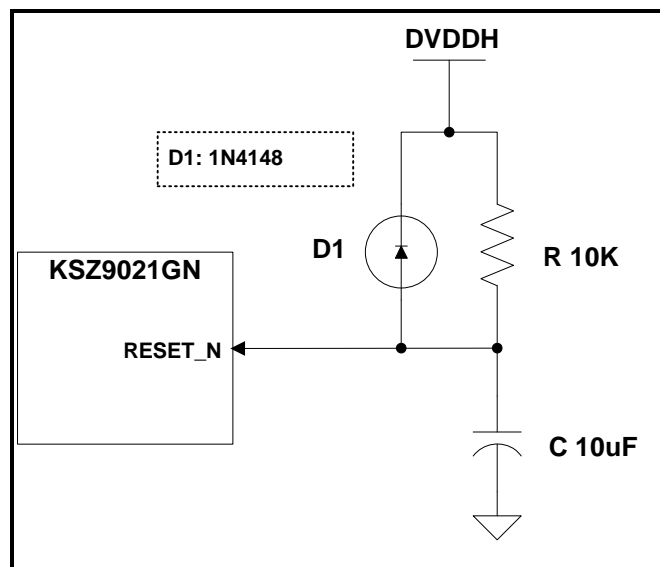 DVDDH
D1: 1N4148
D1
R 10K
KSZ9021GN
RESET_N
C 10uF